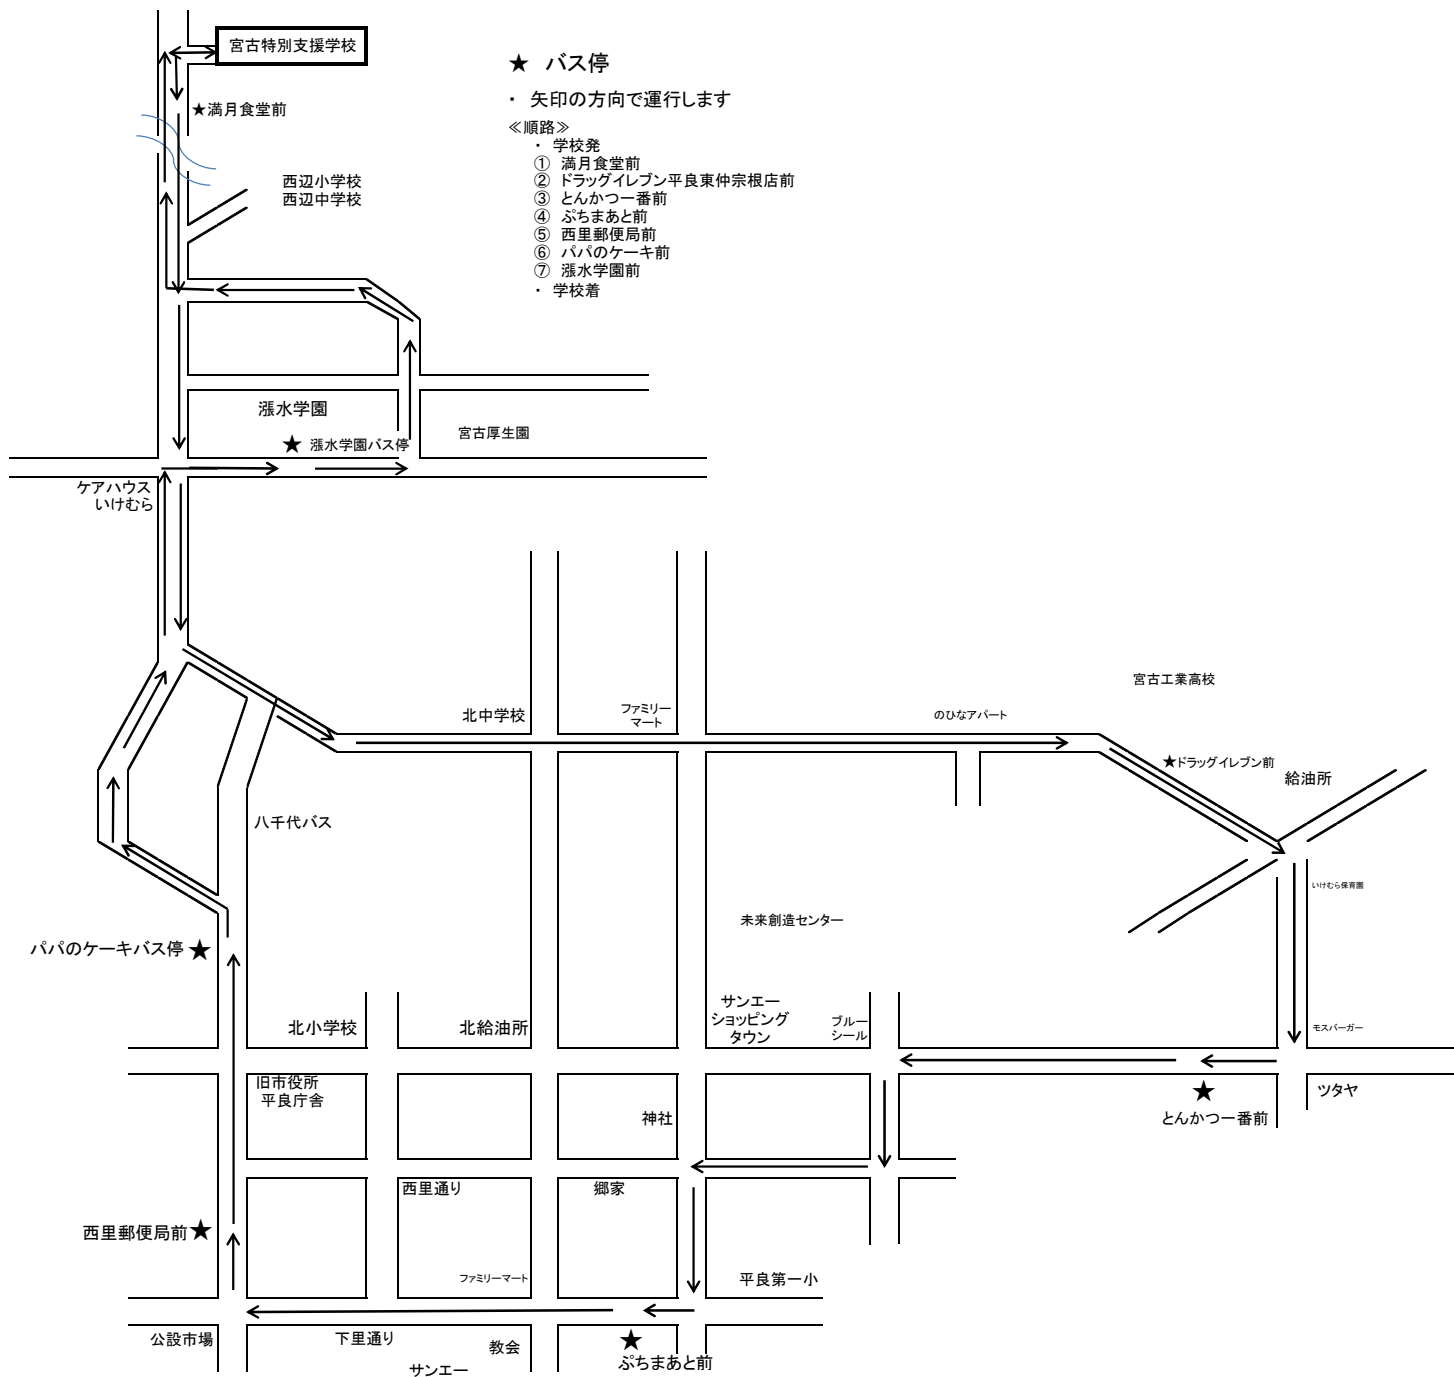 宮古特別支援学校
★ バス停
★満月食堂前
・ 矢印の方向で運行します
≪順路≫
・ 学校発
① 満月食堂前
② ドラッグイレブン平良東仲宗根店前
③ とんかつ一番前
④ ぷちまあと前
⑤ 西里郵便局前
⑥ パパのケーキ前
⑦ 漲水学園前
・ 学校着
西辺小学校
西辺中学校
漲水学園
★ 漲水学園バス停
宮古厚生園
ケアハウス
いけむら
宮古工業高校
北中学校
ファミリー
マート
のひなアパート
★ドラッグイレブン前
給油所
八千代バス
いけむら保育園
未来創造センター
パパのケーキバス停 ★
北小学校
北給油所
サンエー
ショッピング
タウン
ブルー
シール
モスバーガー
旧市役所
平良庁舎
神社
★
とんかつ一番前
ツタヤ
西里通り
郷家
西里郵便局前★
ファミリーマート
平良第一小
公設市場
下里通り
教会
サンエー
★
ぷちまあと前